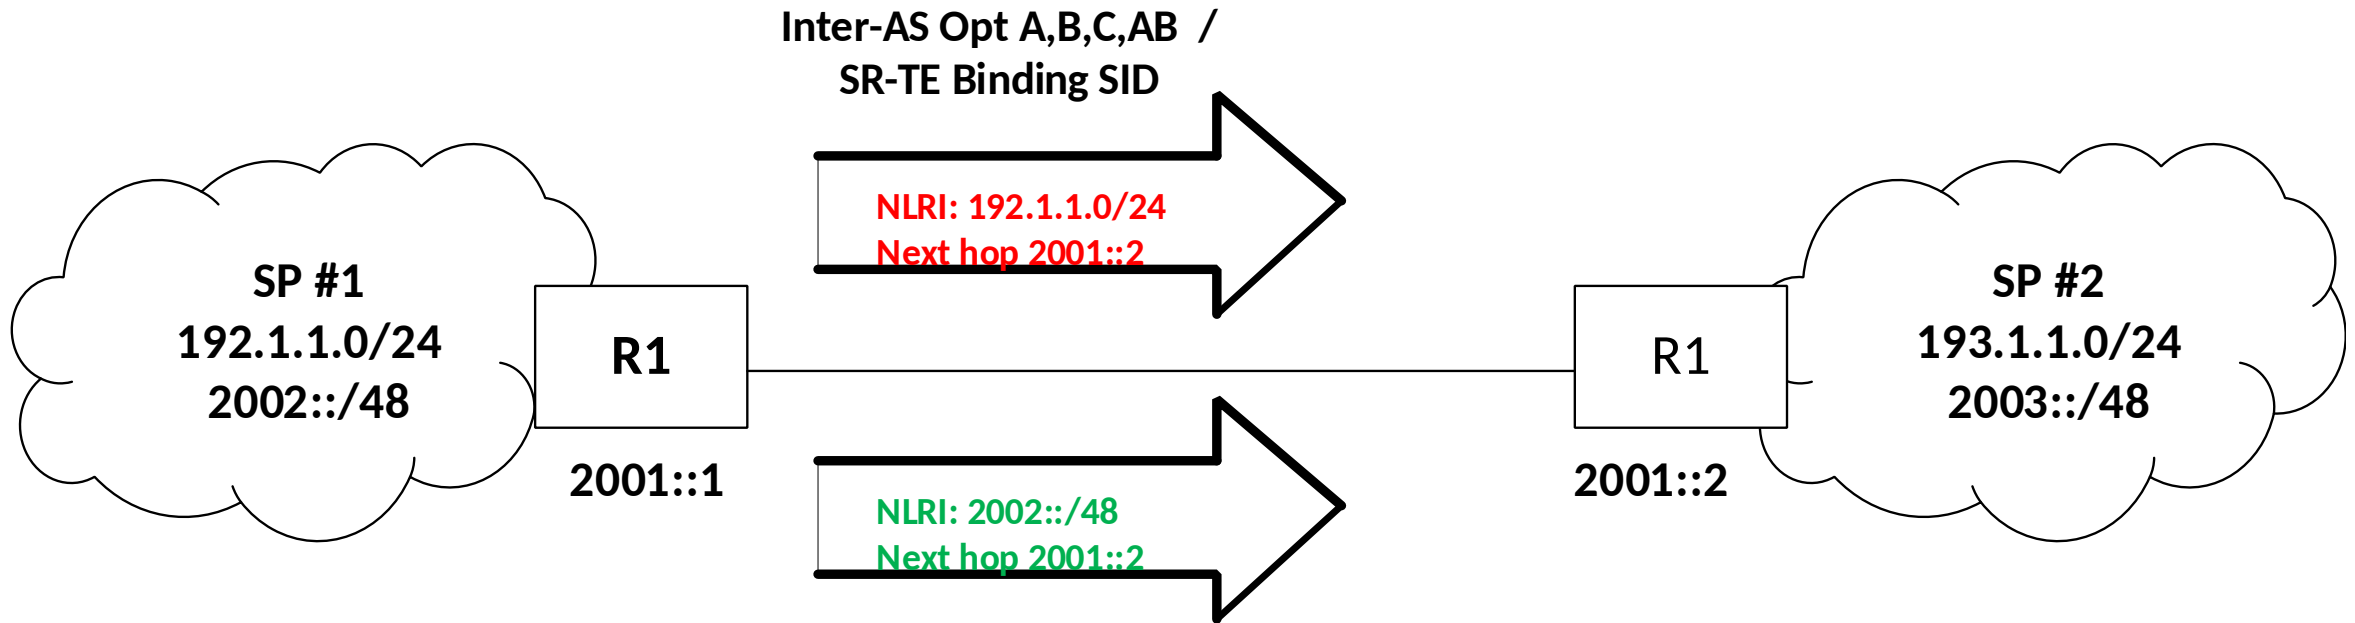 Inter-AS Opt A,B,C,AB /
SR-TE Binding SID
NLRI: 192.1.1.0/24
Next hop 2001::2
SP #1
192.1.1.0/24
2002::/48
R1
2001::1
R1
2001::2
SP #2
193.1.1.0/24
2003::/48
NLRI: 2002::/48
Next hop 2001::2